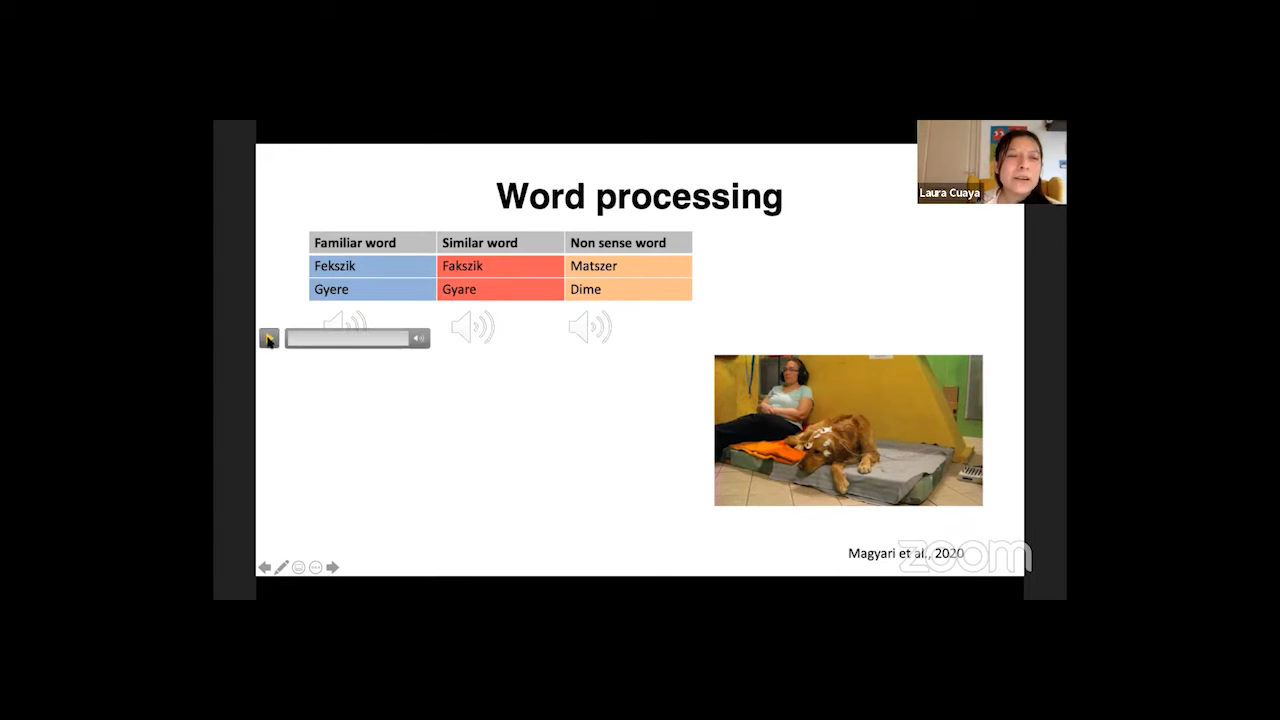 Word processing
Laura Cuaya
Familiar word Similar word Non sense word
Fekszik Fakszik Matszer
Gyere Gyare Dime
Magyari et al., 2020
zoom